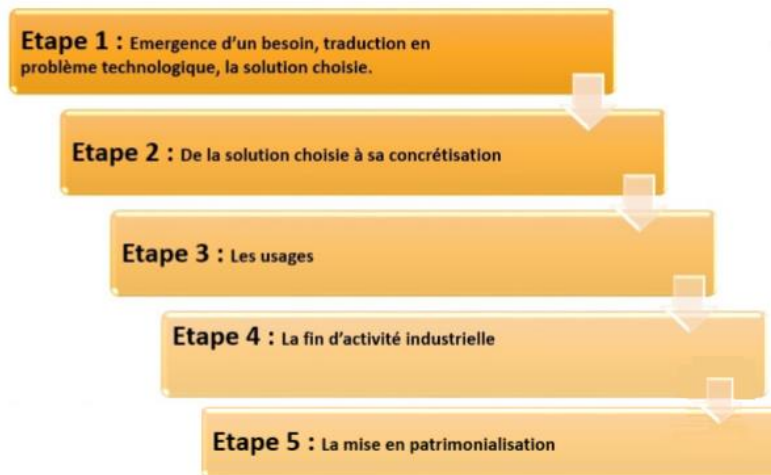 Etape 1 : Emergence d'un besoin, traduction en
problème technologique, la solution choisie.
Etape 2 : De la solution choisie à sa concrétisation
Etape 3 : Les usages
Etape 4 : La fin d'activité industrielle
Etape 5 : La mise en patrimonialisation